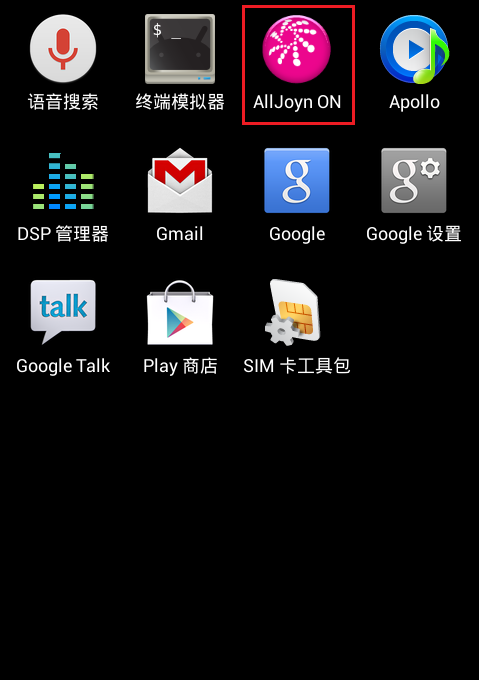 $ _
语音搜索
终端模拟器
AllJoyn ON
Apollo
g
g
DSP 管理器
Gmail
Google
Google 设置
talk
Google Talk
Play 商店
SIM 卡工具包